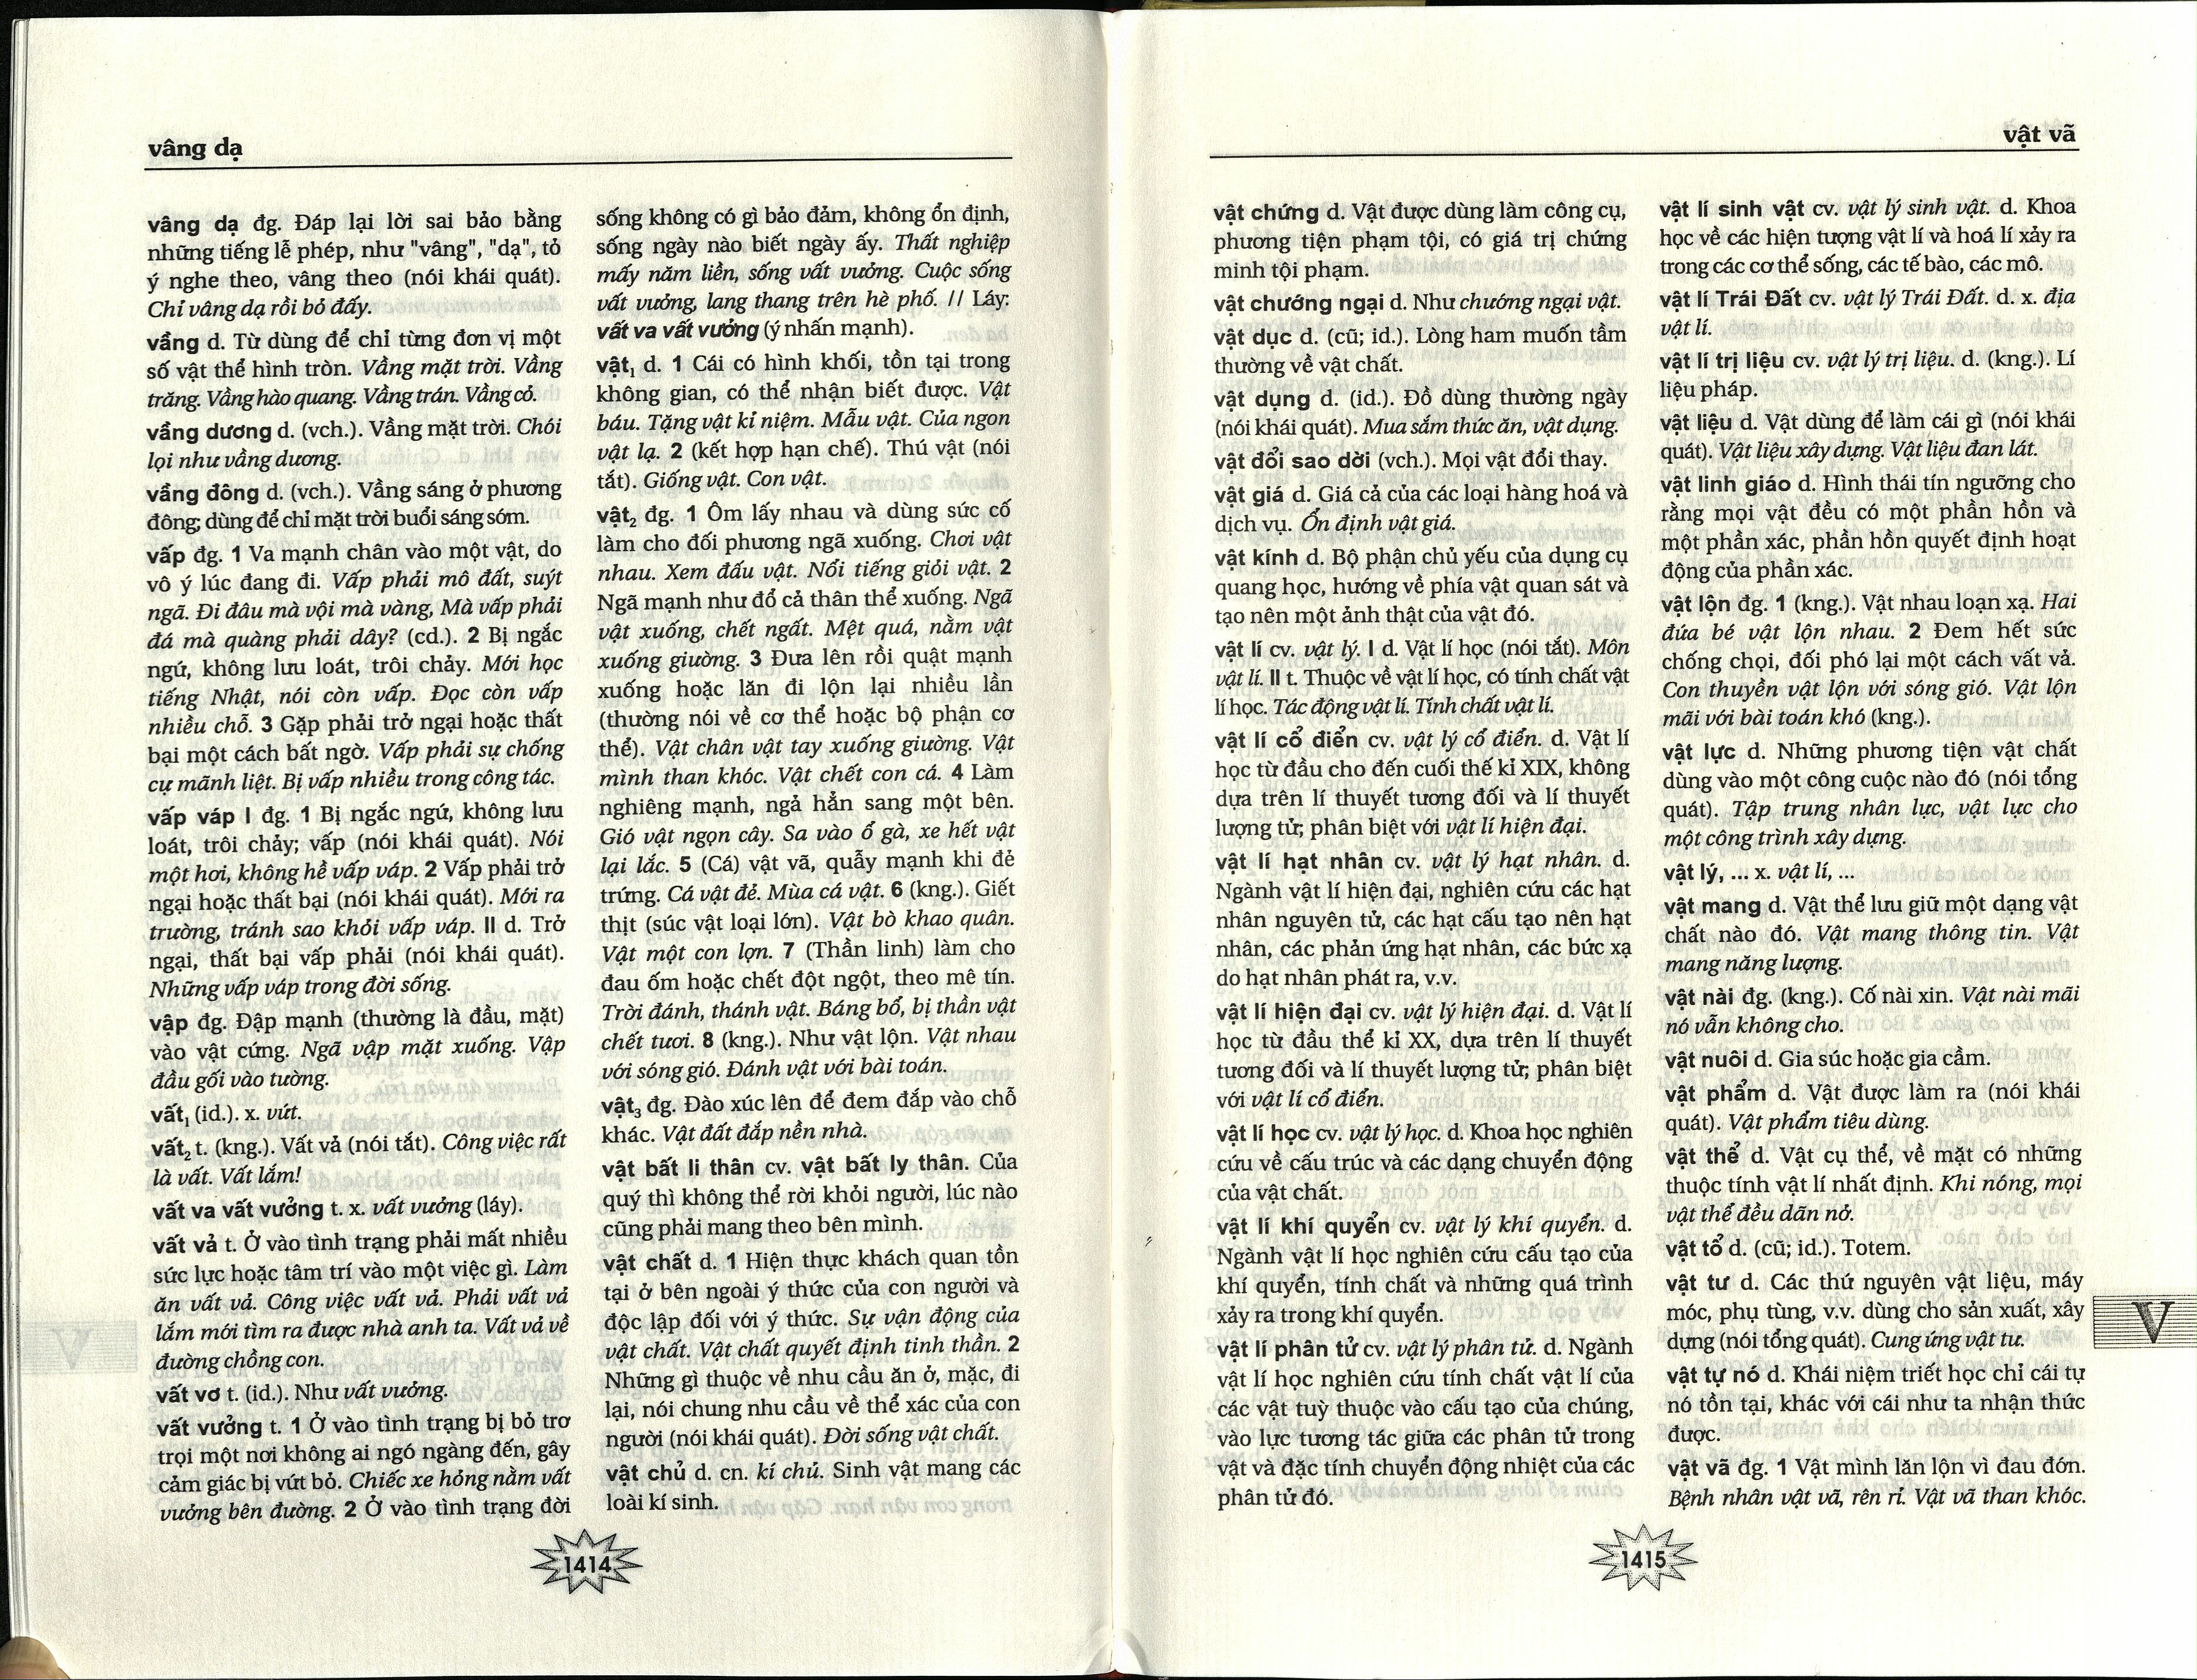 vâng dạ
vâng dạ đg. Đáp lại lời sai bảo bằng
những tiếng lễ phép, như "vâng", "dạ", tỏ
ý nghe theo, vâng theo (nói khái quát).
Chỉ vâng dạ rồi bỏ đấy.
vầng d. Từ dùng để chỉ từng đơn vị một
số vật thể hình tròn. Vầng mặt trời. Vầng
trăng. Vầng hào quang. Vầng trán. Vầng cỏ.
vầng dương d. (vch.). Vầng mặt trời. Chói
lọi như vầng dương.
vầng đông d. (vch.). Vầng sáng ở phương
đông; dùng để chỉ mặt trời buổi sáng sớm.
vấp đg. 1 Va mạnh chân vào một vật, do
vô ý lúc đang đi. Vấp phải mô đất, suýt
ngã. Đi đâu mà vội mà vàng, Mà vấp phải
đá mà quàng phải dây? (cd.). 2 Bị ngắc
ngứ, không lưu loát, trôi chảy. Mới học
tiếng Nhật, nói còn vấp. Đọc còn vấp
nhiều chỗ. 3 Gặp phải trở ngại hoặc thất
bại một cách bất ngờ. Vấp phải sự chống
cự mãnh liệt. Bị vấp nhiều trong công tác.
vấp váp I đg. 1 Bị ngắc ngứ, không lưu
loát, trôi chảy; vấp (nói khái quát). Nói
một hơi, không hề vấp váp. 2 Vấp phải trở
ngại hoặc thất bại (nói khái quát). Mới ra
trường, tránh sao khỏi vấp váp. II d. Trở
ngại, thất bại vấp phải (nói khái quát).
Những vấp váp trong đời sống.
vập đg. Đập mạnh (thường là đầu, mặt)
vào vật cứng. Ngã vập mặt xuống. Vập
đầu gối vào tường.
vất₁ (id.). x. vứt.
vất₂ t. (kng.). Vất vả (nói tắt). Công việc rất
là vất. Vất lắm!
vất va vất vưởng t. x. vất vưởng (láy).
vất vả t. Ở vào tình trạng phải mất nhiều
sức lực hoặc tâm trí vào một việc gì. Làm
ăn vất vả. Công việc vất vả. Phải vất vả
lắm mới tìm ra được nhà anh ta. Vất vả về
đường chồng con.
vất vơ t. (id.). Như vất vưởng.
vất vưởng t. 1 Ở vào tình trạng bị bỏ trơ
trọi một nơi không ai ngó ngàng đến, gây
cảm giác bị vứt bỏ. Chiếc xe hỏng nằm vất
vưởng bên đường. 2 Ở vào tình trạng đời
sống không có gì bảo đảm, không ổn định,
sống ngày nào biết ngày ấy. Thất nghiệp
mấy năm liền, sống vất vưởng. Cuộc sống
vất vưởng, lang thang trên hè phố. // Láy:
vất va vất vưởng (ý nhấn mạnh).
vật₁ d. 1 Cái có hình khối, tồn tại trong
không gian, có thể nhận biết được. Vật
báu. Tặng vật kỉ niệm. Mẫu vật. Của ngon
vật lạ. 2 (kết hợp hạn chế). Thú vật (nói
tắt). Giống vật. Con vật.
vật₂ đg. 1 Ôm lấy nhau và dùng sức cố
làm cho đối phương ngã xuống. Chơi vật
nhau. Xem đấu vật. Nổi tiếng giỏi vật. 2
Ngã mạnh như đổ cả thân thể xuống. Ngã
vật xuống, chết ngất. Mệt quá, nằm vật
xuống giường. 3 Đưa lên rồi quật mạnh
xuống hoặc lăn đi lộn lại nhiều lần
(thường nói về cơ thể hoặc bộ phận cơ
thể). Vật chân vật tay xuống giường. Vật
mình than khóc. Vật chết con cá. 4 Làm
nghiêng mạnh, ngả hẳn sang một bên.
Gió vật ngọn cây. Sa vào ổ gà, xe hết vật
lại lắc. 5 (Cá) vật vã, quẫy mạnh khi đẻ
trứng. Cá vật đẻ. Mùa cá vật. 6 (kng.). Giết
thịt (súc vật loại lớn). Vật bò khao quân.
Vật một con lợn. 7 (Thần linh) làm cho
đau ốm hoặc chết đột ngột, theo mê tín.
Trời đánh, thánh vật. Báng bổ, bị thần vật
chết tươi. 8 (kng.). Như vật lộn. Vật nhau
với sóng gió. Đánh vật với bài toán.
vật₃ đg. Đào xúc lên để đem đắp vào chỗ
khác. Vật đất đắp nền nhà.
vật bất li thân cv. vật bất ly thân. Của
quý thì không thể rời khỏi người, lúc nào
cũng phải mang theo bên mình.
vật chất d. 1 Hiện thực khách quan tồn
tại ở bên ngoài ý thức của con người và
độc lập đối với ý thức. Sự vận động của
vật chất. Vật chất quyết định tinh thần. 2
Những gì thuộc về nhu cầu ăn ở, mặc, đi
lại, nói chung nhu cầu về thể xác của con
người (nói khái quát). Đời sống vật chất.
vật chủ d. cn. kí chủ. Sinh vật mang các
loài kí sinh.
1414
vật vã
vật chứng d. Vật được dùng làm công cụ,
phương tiện phạm tội, có giá trị chứng
minh tội phạm.
vật chướng ngại d. Như chướng ngại vật.
vật dục d. (cũ; id.). Lòng ham muốn tầm
thường về vật chất.
vật dụng d. (id.). Đồ dùng thường ngày
(nói khái quát). Mua sắm thức ăn, vật dụng.
vật đổi sao dời (vch.). Mọi vật đổi thay.
vật giá d. Giá cả của các loại hàng hoá và
dịch vụ. Ổn định vật giá.
vật kính d. Bộ phận chủ yếu của dụng cụ
quang học, hướng về phía vật quan sát và
tạo nên một ảnh thật của vật đó.
vật lí cv. vật lý. I d. Vật lí học (nói tắt). Môn
vật lí. II t. Thuộc về vật lí học, có tính chất vật
lí học. Tác động vật lí. Tính chất vật lí.
vật lí cổ điển cv. vật lý cổ điển. d. Vật lí
học từ đầu cho đến cuối thế kỉ XIX, không
dựa trên lí thuyết tương đối và lí thuyết
lượng tử; phân biệt với vật lí hiện đại.
vật lí hạt nhân cv. vật lý hạt nhân. d.
Ngành vật lí hiện đại, nghiên cứu các hạt
nhân nguyên tử, các hạt cấu tạo nên hạt
nhân, các phản ứng hạt nhân, các bức xạ
do hạt nhân phát ra, v.v.
vật lí hiện đại cv. vật lý hiện đại. d. Vật lí
học từ đầu thể kỉ XX, dựa trên lí thuyết
tương đối và lí thuyết lượng tử; phân biệt
với vật lí cổ điển.
vật lí học cv. vật lý học. d. Khoa học nghiên
cứu về cấu trúc và các dạng chuyển động
của vật chất.
vật lí khí quyển cv. vật lý khí quyển. d.
Ngành vật lí học nghiên cứu cấu tạo của
khí quyển, tính chất và những quá trình
xảy ra trong khí quyển.
vật lí phân tử cv. vật lý phân tử. d. Ngành
vật lí học nghiên cứu tính chất vật lí của
các vật tuỳ thuộc vào cấu tạo của chúng,
vào lực tương tác giữa các phân tử trong
vật và đặc tính chuyển động nhiệt của các
phân tử đó.
vật lí sinh vật cv. vật lý sinh vật. d. Khoa
học về các hiện tượng vật lí và hoá lí xảy ra
trong các cơ thể sống, các tế bào, các mô.
vật lí Trái Đất cv. vật lý Trái Đất. d. x. địa
vật lí.
vật lí trị liệu cv. vật lý trị liệu. d. (kng.). Lí
liệu pháp.
vật liệu d. Vật dùng để làm cái gì (nói khái
quát). Vật liệu xây dựng. Vật liệu đan lát.
vật linh giáo d. Hình thái tín ngưỡng cho
rằng mọi vật đều có một phần hồn và
một phần xác, phần hồn quyết định hoạt
động của phần xác.
vật lộn đg. 1 (kng.). Vật nhau loạn xạ. Hai
đứa bé vật lộn nhau. 2 Đem hết sức
chống chọi, đối phó lại một cách vất vả.
Con thuyền vật lộn với sóng gió. Vật lộn
mãi với bài toán khó (kng.).
vật lực d. Những phương tiện vật chất
dùng vào một công cuộc nào đó (nói tổng
quát). Tập trung nhân lực, vật lực cho
một công trình xây dựng.
vật lý, ... x. vật lí, ...
vật mang d. Vật thể lưu giữ một dạng vật
chất nào đó. Vật mang thông tin. Vật
mang năng lượng.
vật nài đg. (kng.). Cố nài xin. Vật nài mãi
nó vẫn không cho.
vật nuôi d. Gia súc hoặc gia cầm.
vật phẩm d. Vật được làm ra (nói khái
quát). Vật phẩm tiêu dùng.
vật thể d. Vật cụ thể, về mặt có những
thuộc tính vật lí nhất định. Khi nóng, mọi
vật thể đều dãn nở.
vật tổ d. (cũ; id.). Totem.
vật tư d. Các thứ nguyên vật liệu, máy
móc, phụ tùng, v.v. dùng cho sản xuất, xây
dựng (nói tổng quát). Cung ứng vật tư.
vật tự nó d. Khái niệm triết học chỉ cái tự
nó tồn tại, khác với cái như ta nhận thức
được.
vật vã đg. 1 Vật mình lăn lộn vì đau đớn.
Bệnh nhân vật vã, rên rỉ. Vật vã than khóc.
V
1415